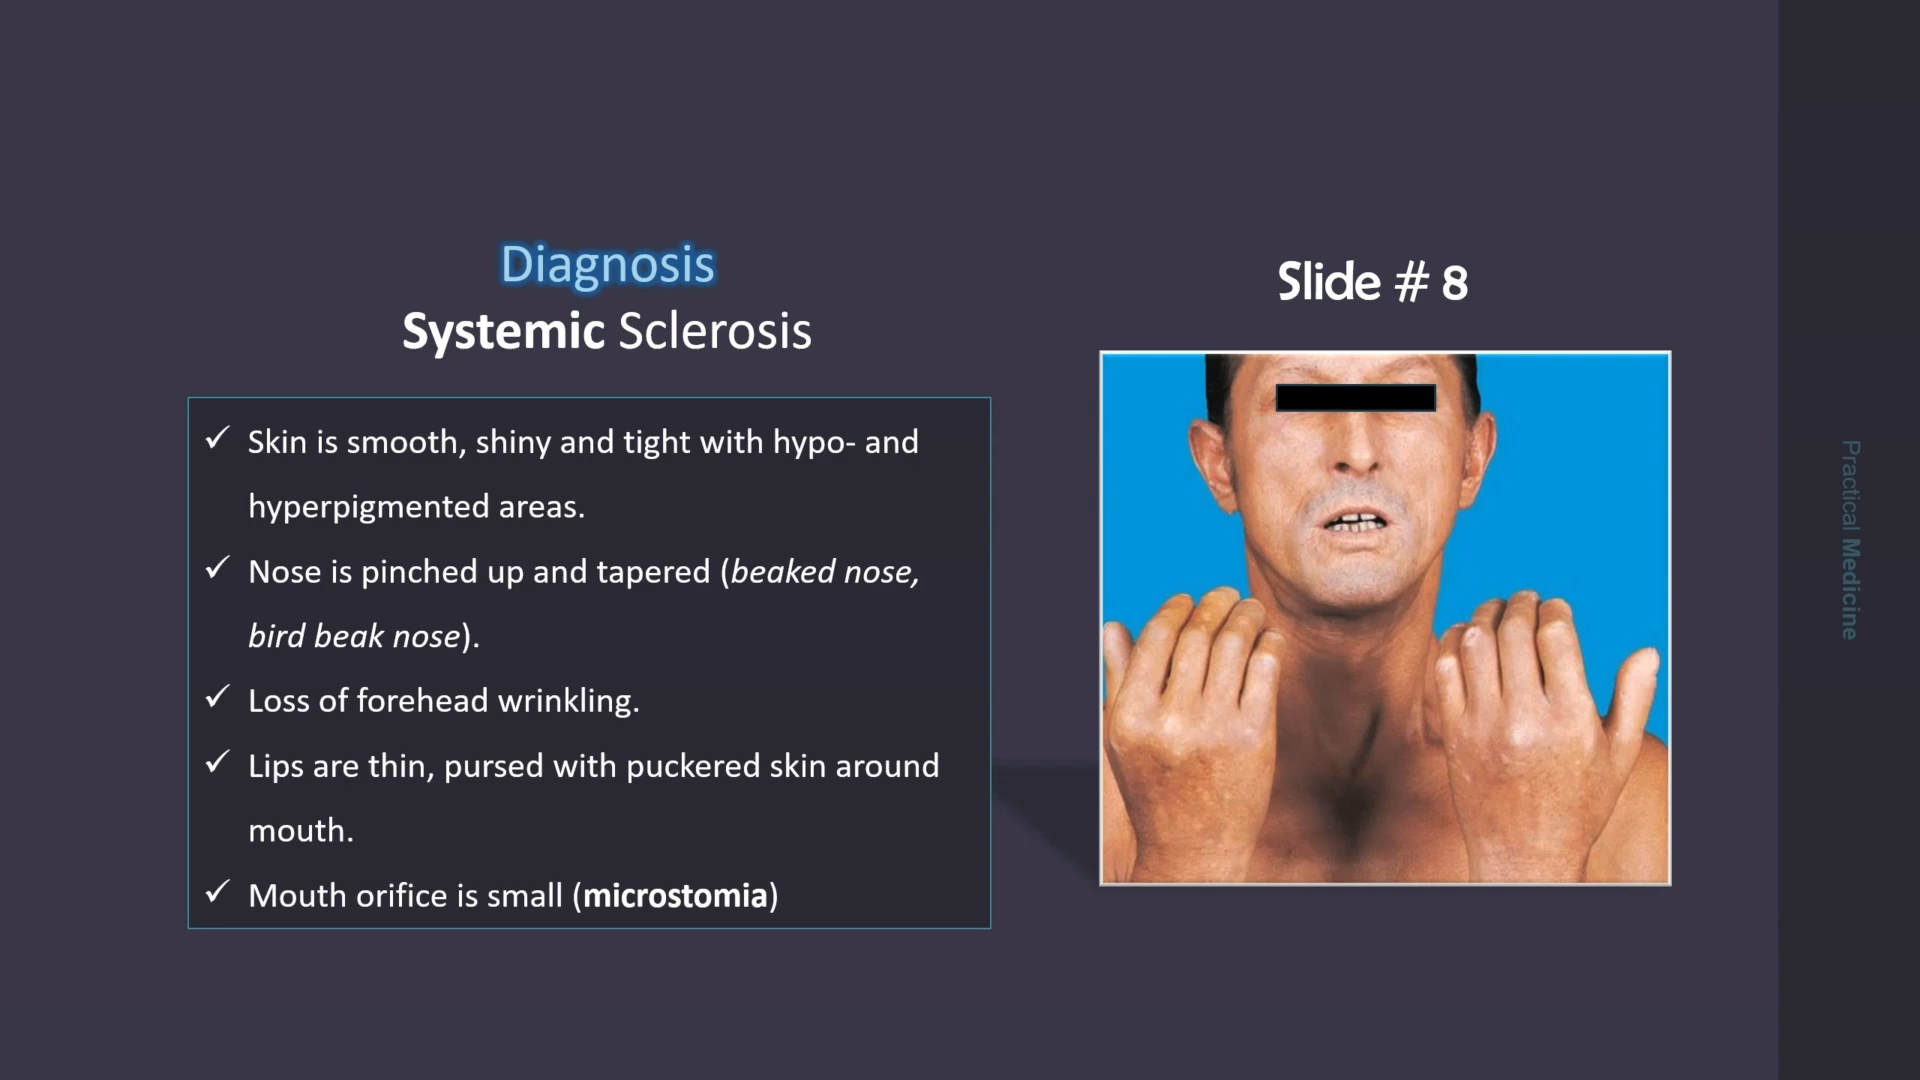 Diagnosis
Systemic Sclerosis
✓ Skin is smooth, shiny and tight with hypo- and
hyperpigmented areas.
✓ Nose is pinched up and tapered (beaked nose,
bird beak nose).
✓ Loss of forehead wrinkling.
✓ Lips are thin, pursed with puckered skin around
mouth.
✓ Mouth orifice is small (microstomia)
Slide # 8
Practical Medicine